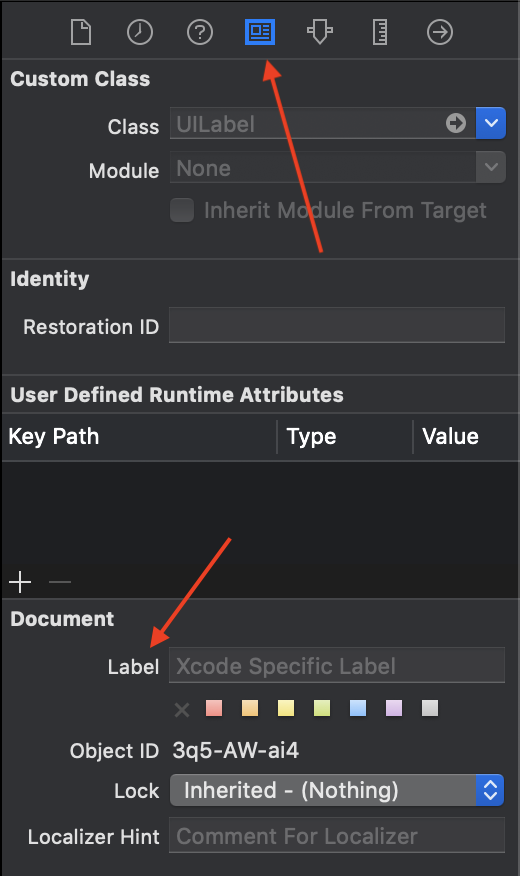 Custom Class
Class UILabel
Module None
Inherit Module From Target
Identity
Restoration ID
User Defined Runtime Attributes
Key Path Type Value
Document
Label Xcode Specific Label
Object ID 3q5-AW-ai4
Lock Inherited - (Nothing)
Localizer Hint Comment For Localizer